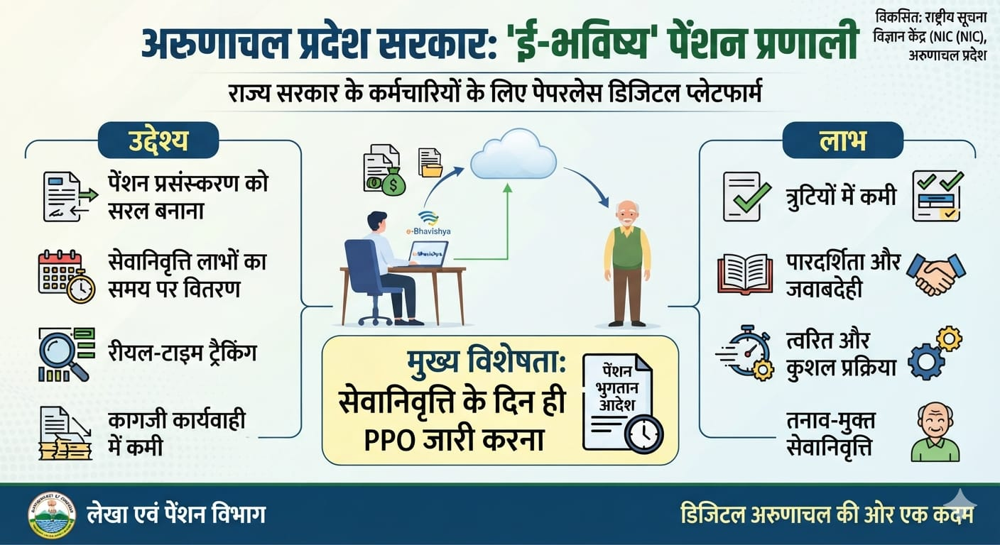 अरुणाचल प्रदेश सरकार: 'ई-भविष्य' पेंशन प्रणाली
विकसित: राष्ट्रीय सूचना
विज्ञान केंद्र (NIC (NIC),
अरुणाचल प्रदेश
राज्य सरकार के कर्मचारियों के लिए पेपरलेस डिजिटल प्लेटफार्म
उद्देश्य
पेंशन प्रसंस्करण को
सरल बनाना
सेवानिवृत्ति लाभों का
समय पर वितरण
रीयल-टाइम ट्रैकिंग
कागजी कार्यवाही
में कमी
e-Bhavishya
मुख्य विशेषता:
सेवानिवृत्ति के दिन ही
PPO जारी करना
पेंशन
भुगतान
आदेश
लाभ
त्रुटियों में कमी
पारदर्शिता और
जवाबदेही
त्वरित और
कुशल प्रक्रिया
तनाव-मुक्त
सेवानिवृत्ति
लेखा एवं पेंशन विभाग
डिजिटल अरुणाचल की ओर एक कदम